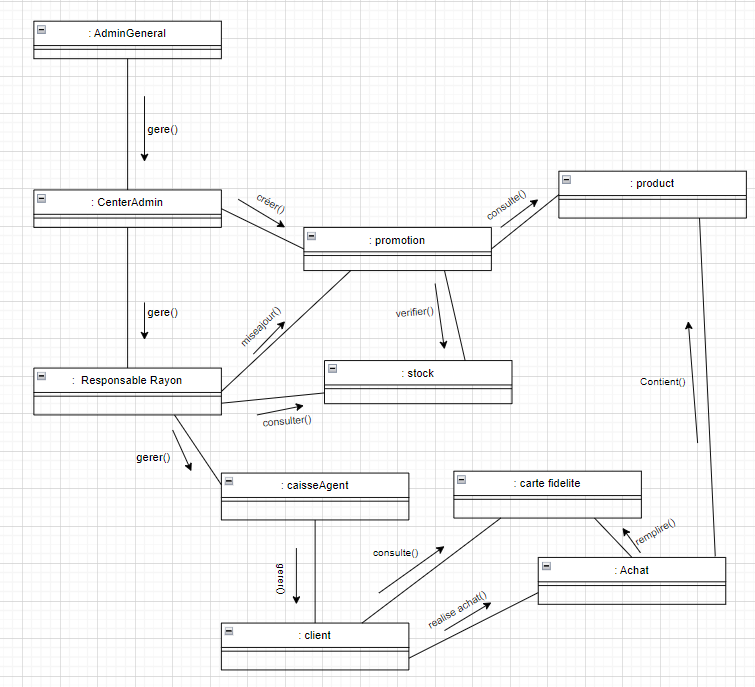 : AdminGeneral
gere()
: CenterAdmin
créer()
consulte()
: product
: promotion
gere()
miseajour()
verifier()
: Responsable Rayon
: stock
consulter()
Contient()
gerer()
: caisseAgent
: carte fidelite
gerer()
consulte()
remplire()
: Achat
realise achat()
: client